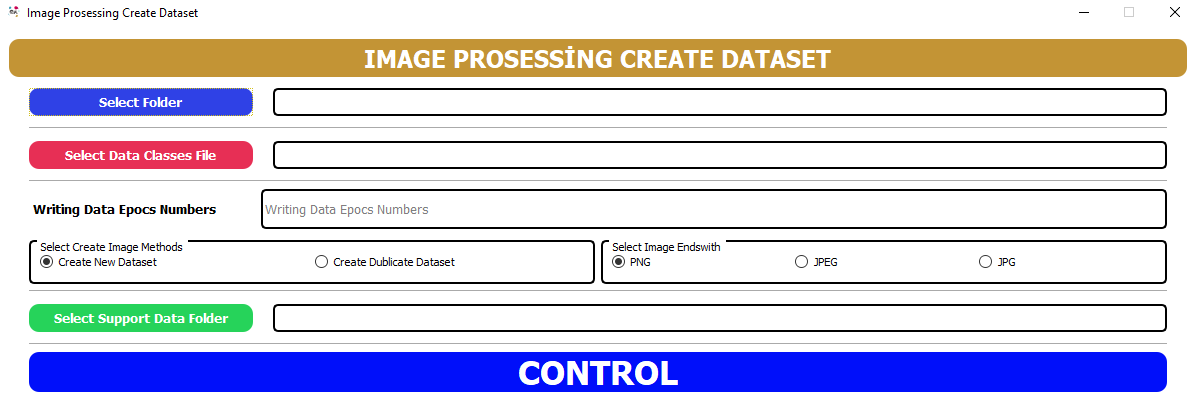 Image Prosessing Create Dataset
IMAGE PROSESSİNG CREATE DATASET
Select Folder
Select Data Classes File
Writing Data Epocs Numbers
Writing Data Epocs Numbers
Select Create Image Methods
Create New Dataset
Create Dublicate Dataset
Select Image Endswith
PNG
JPEG
JPG
Select Support Data Folder
CONTROL